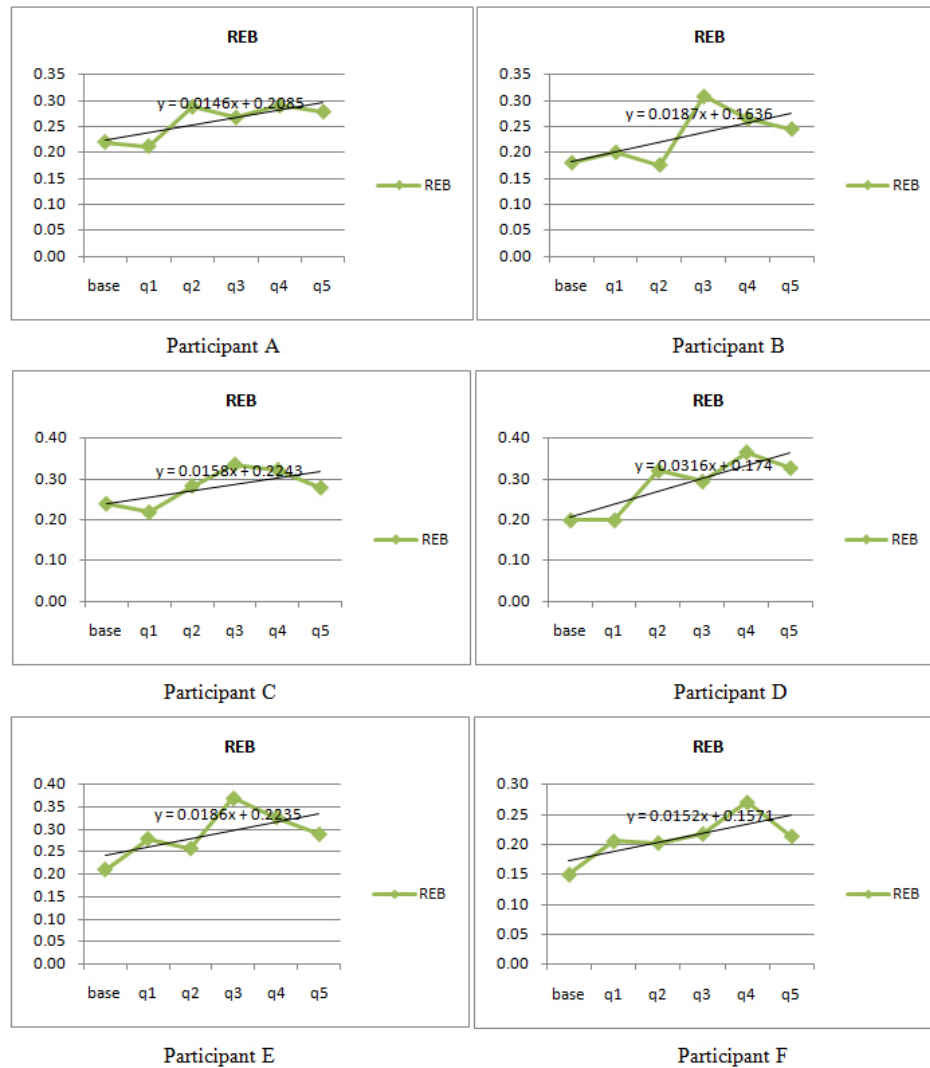 REB
0.35
0.30
0.25
0.20
0.15
0.10
0.05
0.00
y = 0.0146x + 0.2085
base q1 q2 q3 q4 q5
REB
Participant A
REB
0.35
0.30
0.25
0.20
0.15
0.10
0.05
0.00
y = 0.0187x + 0.1636
base q1 q2 q3 q4 q5
REB
Participant B
REB
0.40
0.30
0.20
0.10
0.00
y = 0.0158x + 0.2243
base q1 q2 q3 q4 q5
REB
Participant C
REB
0.40
0.30
0.20
0.10
0.00
y = 0.0316x + 0.174
base q1 q2 q3 q4 q5
REB
Participant D
REB
0.40
0.35
0.30
0.25
0.20
0.15
0.10
0.05
0.00
y = 0.0186x + 0.2235
base q1 q2 q3 q4 q5
REB
Participant E
REB
0.30
0.25
0.20
0.15
0.10
0.05
0.00
y = 0.0152x + 0.1571
base q1 q2 q3 q4 q5
REB
Participant F